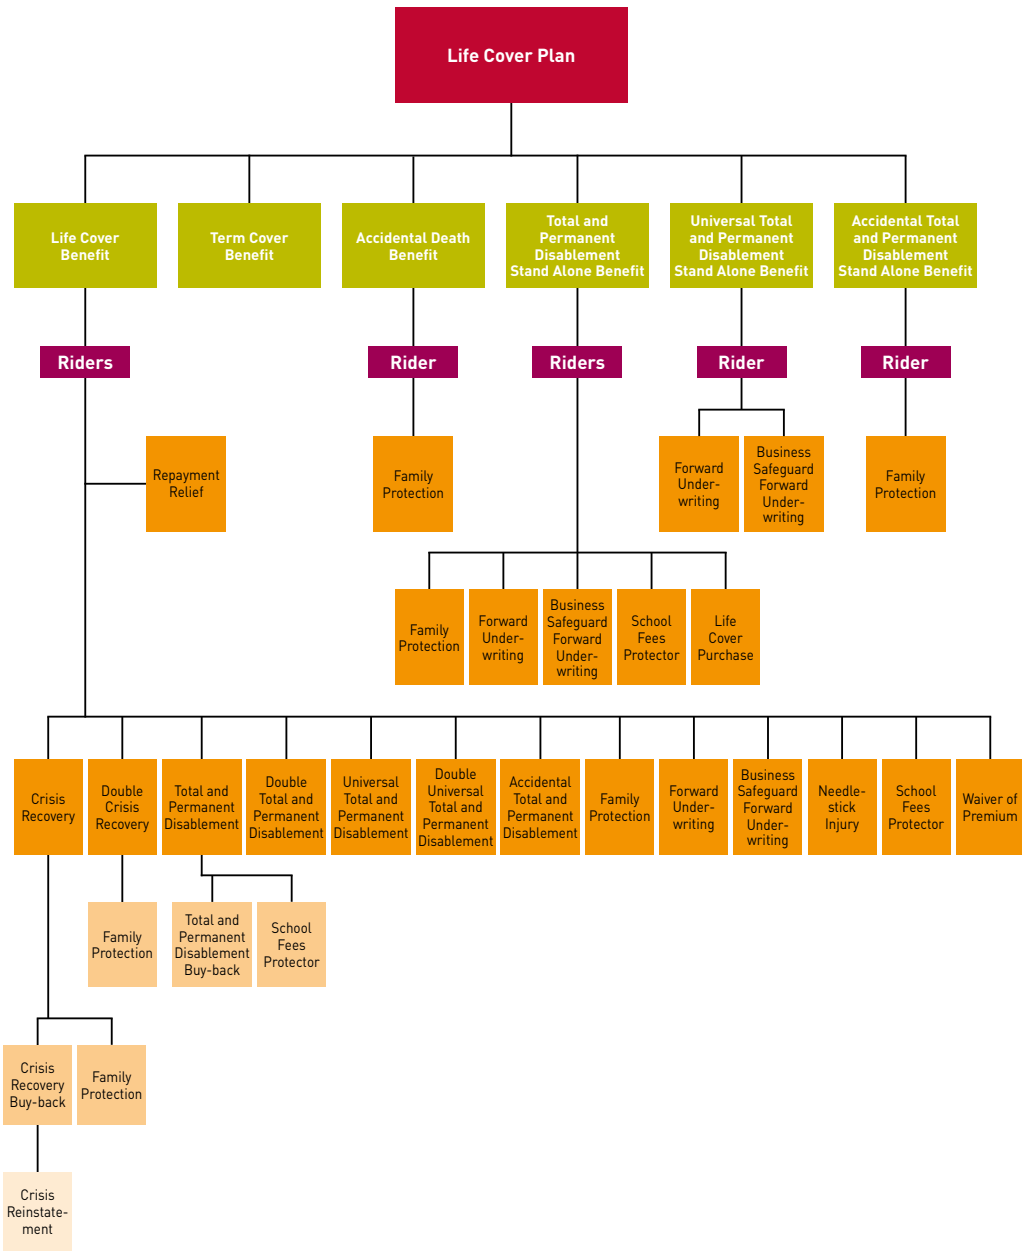 Life Cover Plan
Life Cover
Benefit
Term Cover
Benefit
Accidental Death
Benefit
Total and
Permanent
Disablement
Stand Alone Benefit
Universal Total
and Permanent
Disablement
Stand Alone Benefit
Accidental Total
and Permanent
Disablement
Stand Alone Benefit
Riders
Rider
Riders
Rider
Rider
Repayment
Relief
Family
Protection
Forward
Under-
writing
Business
Safeguard
Forward
Under-
writing
Family
Protection
Family
Protection
Forward
Under-
writing
Business
Safeguard
Forward
Under-
writing
School
Fees
Protector
Life
Cover
Purchase
Crisis
Recovery
Double
Crisis
Recovery
Total and
Permanent
Disablement
Double
Total and
Permanent
Disablement
Universal
Total and
Permanent
Disablement
Double
Universal
Total and
Permanent
Disablement
Accidental
Total and
Permanent
Disablement
Family
Protection
Forward
Under-
writing
Business
Safeguard
Forward
Under-
writing
Needle-
stick
Injury
School
Fees
Protector
Waiver of
Premium
Family
Protection
Total and
Permanent
Disablement
Buy-back
School
Fees
Protector
Crisis
Recovery
Buy-back
Family
Protection
Crisis
Reinstate-
ment